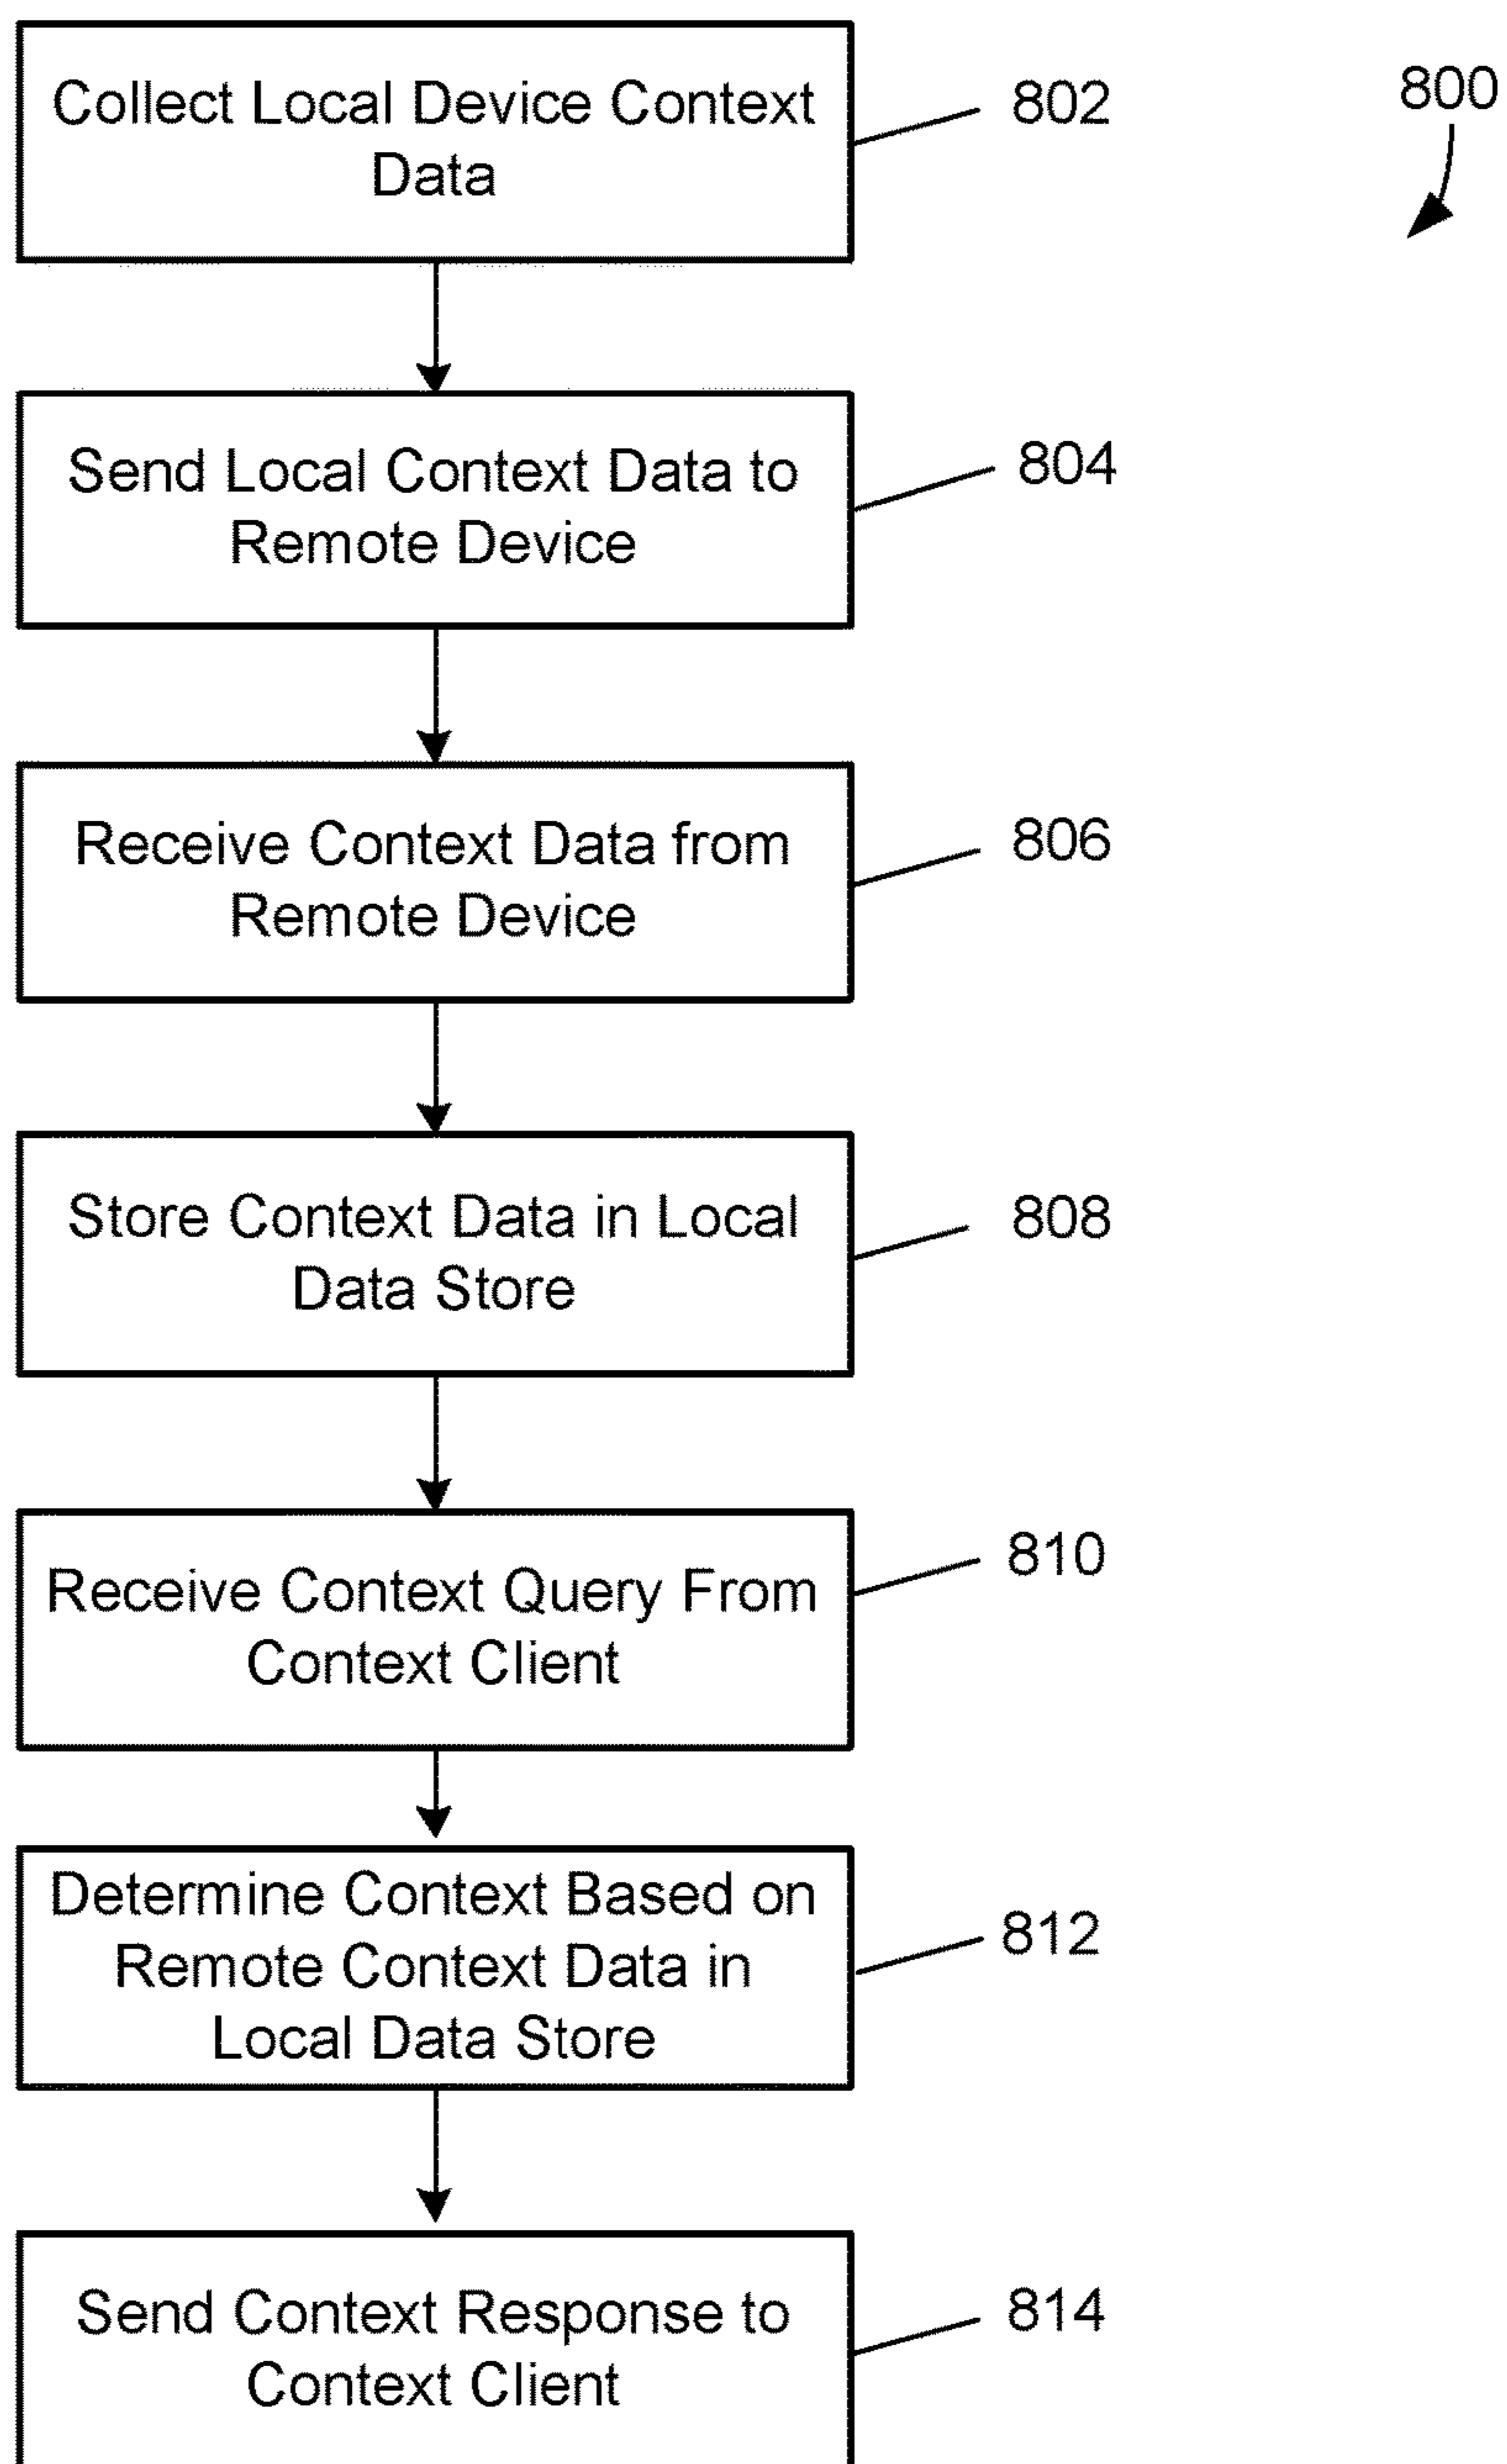 800
Collect Local Device Context
Data
802
Send Local Context Data to
Remote Device
804
Receive Context Data from
Remote Device
806
Store Context Data in Local
Data Store
808
Receive Context Query From
Context Client
810
Determine Context Based on
Remote Context Data in
Local Data Store
812
Send Context Response to
Context Client
814